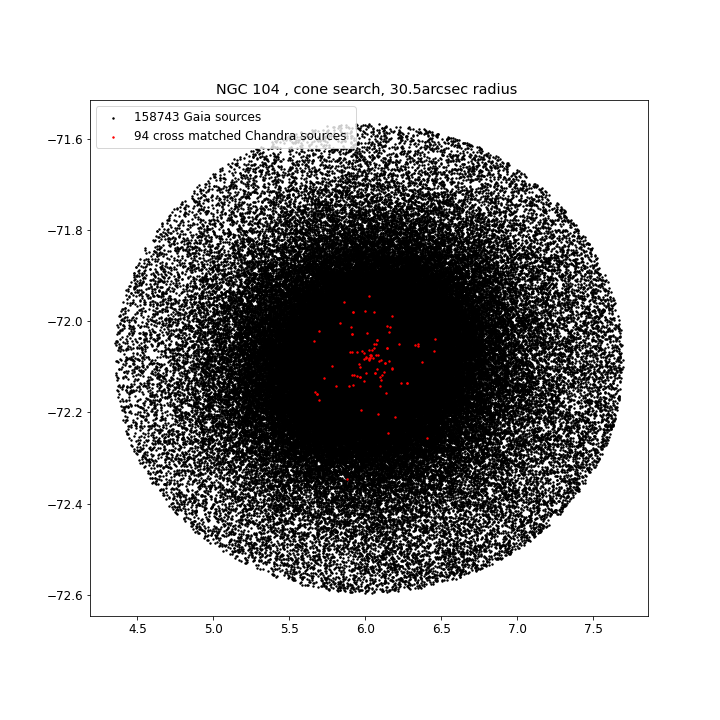 NGC 104 , cone search, 30.5arcsec radius
158743 Gaia sources
94 cross matched Chandra sources
−71.6
−71.8
−72.0
−72.2
−72.4
−72.6
4.5 5.0 5.5 6.0 6.5 7.0 7.5